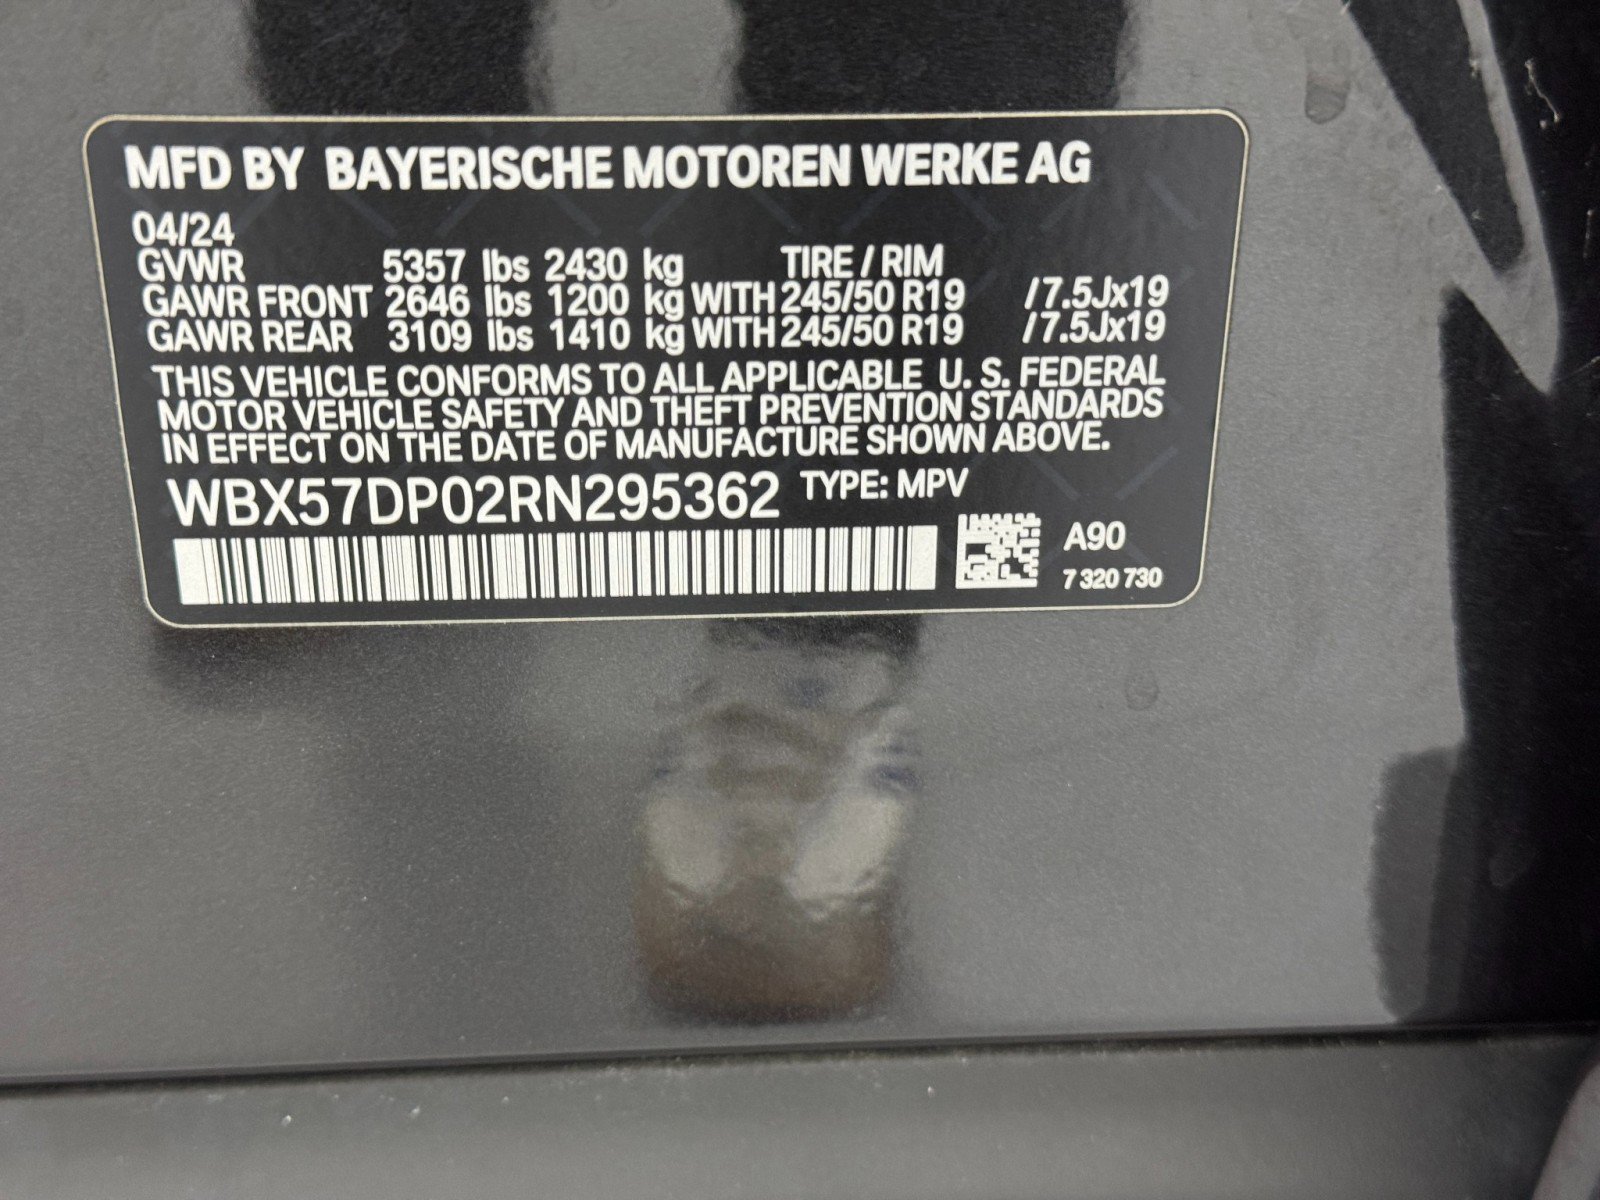 MFD BY BAYERISCHE MOTOREN WERKE AG
04/24
GVWR 5357 lbs 2430 kg TIRE / RIM
GAWR FRONT 2646 lbs 1200 kg WITH 245/50 R19 /7.5Jx19
GAWR REAR 3109 lbs 1410 kg WITH 245/50 R19 /7.5Jx19
THIS VEHICLE CONFORMS TO ALL APPLICABLE U. S. FEDERAL
MOTOR VEHICLE SAFETY AND THEFT PREVENTION STANDARDS
IN EFFECT ON THE DATE OF MANUFACTURE SHOWN ABOVE.
WBX57DP02RN295362 TYPE: MPV
A90
7 320 730